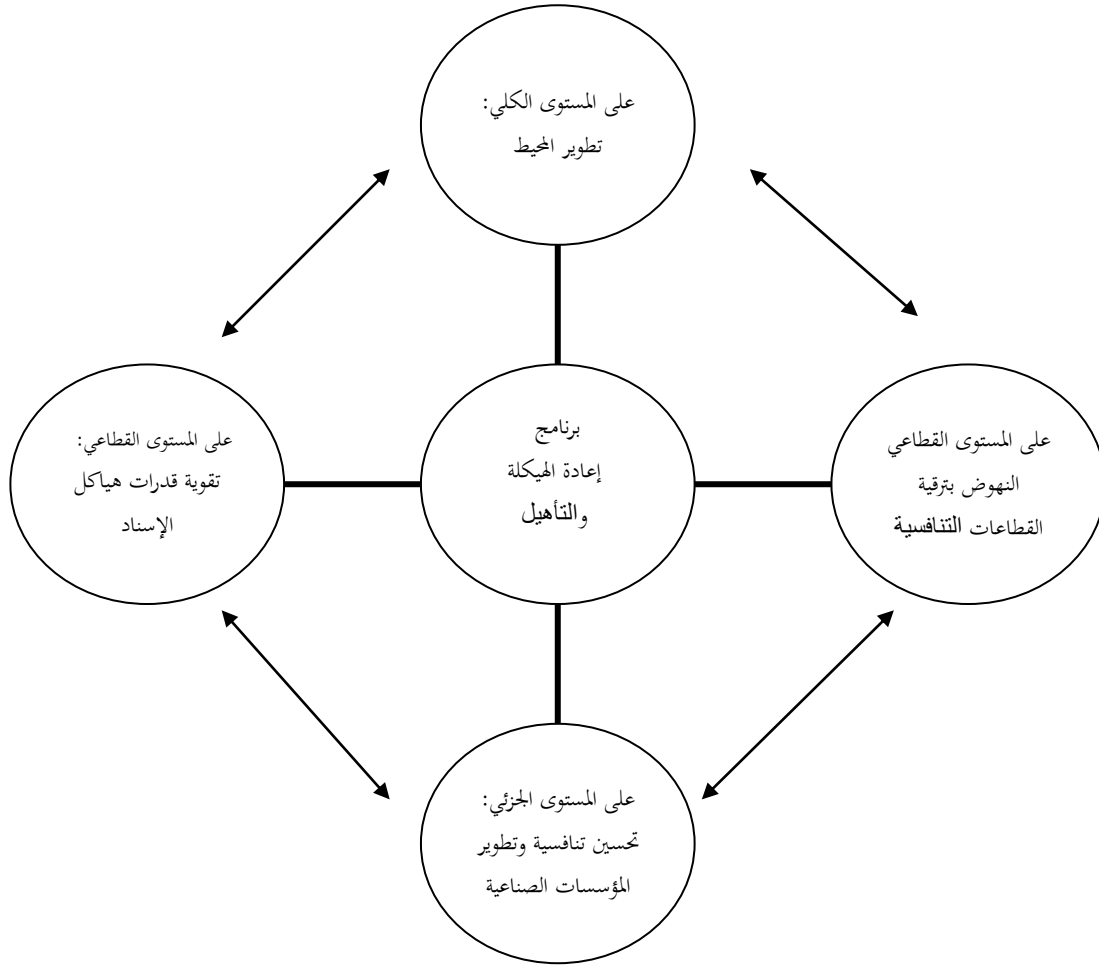 على المستوى الكلي:
تطوير المحيط
على المستوى القطاعي
النهوض بترقية
القطاعات التنافسية
برنامج
إعادة الهيكلة
والتأهيل
على المستوى القطاعي:
تقوية قدرات هياكل
الإسناد
على المستوى الجزئي:
تحسين تنافسية وتطوير
المؤسسات الصناعية